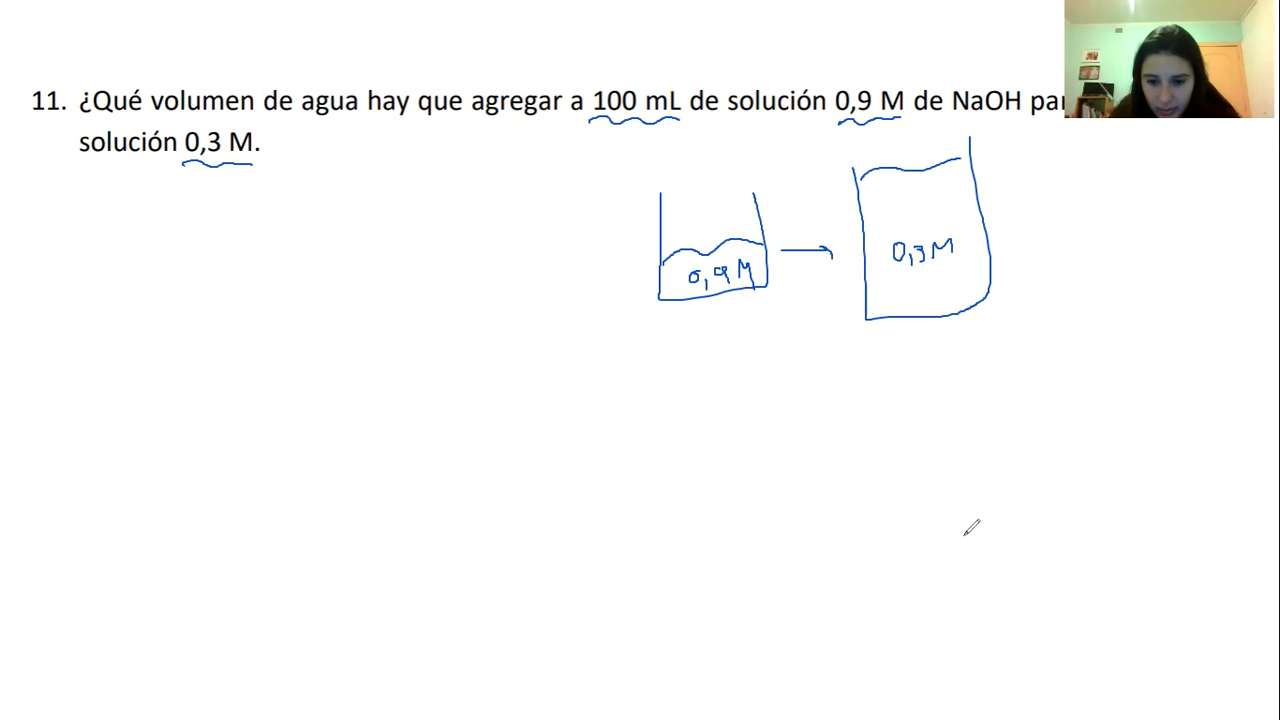 11. ¿Qué volumen de agua hay que agregar a 100 mL de solución 0,9 M de NaOH
solución 0,3 M.
0,9 M
0,3 M